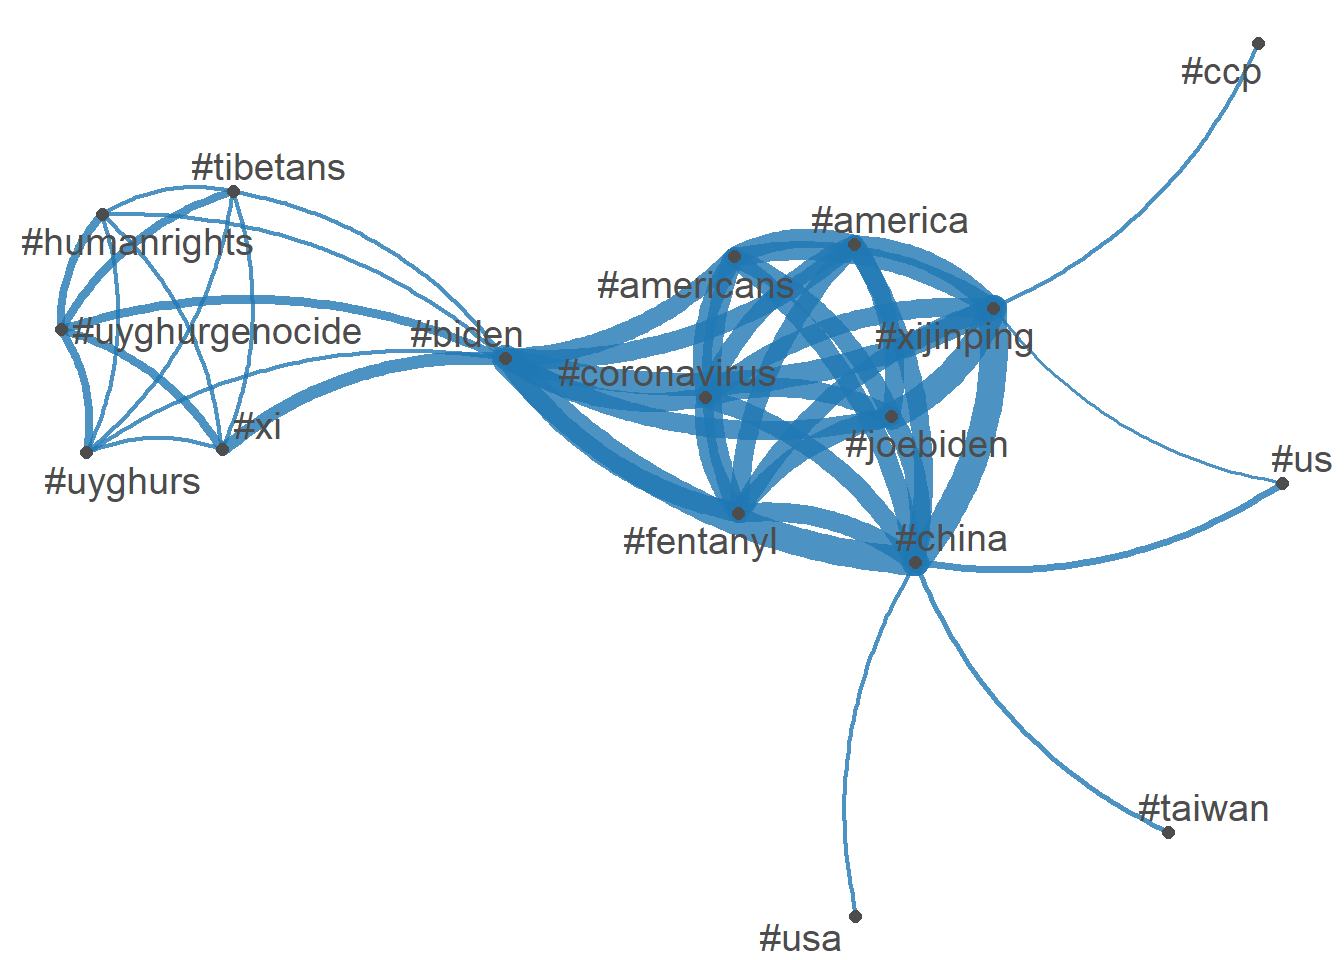 #ccp
#tibetans
#america
#humanrights
#americans
#uyghurgenocide
#biden
#xijinping
#coronavirus
#xi
#joebiden
#us
#uyghurs
#fentanyl
#china
#taiwan
#usa